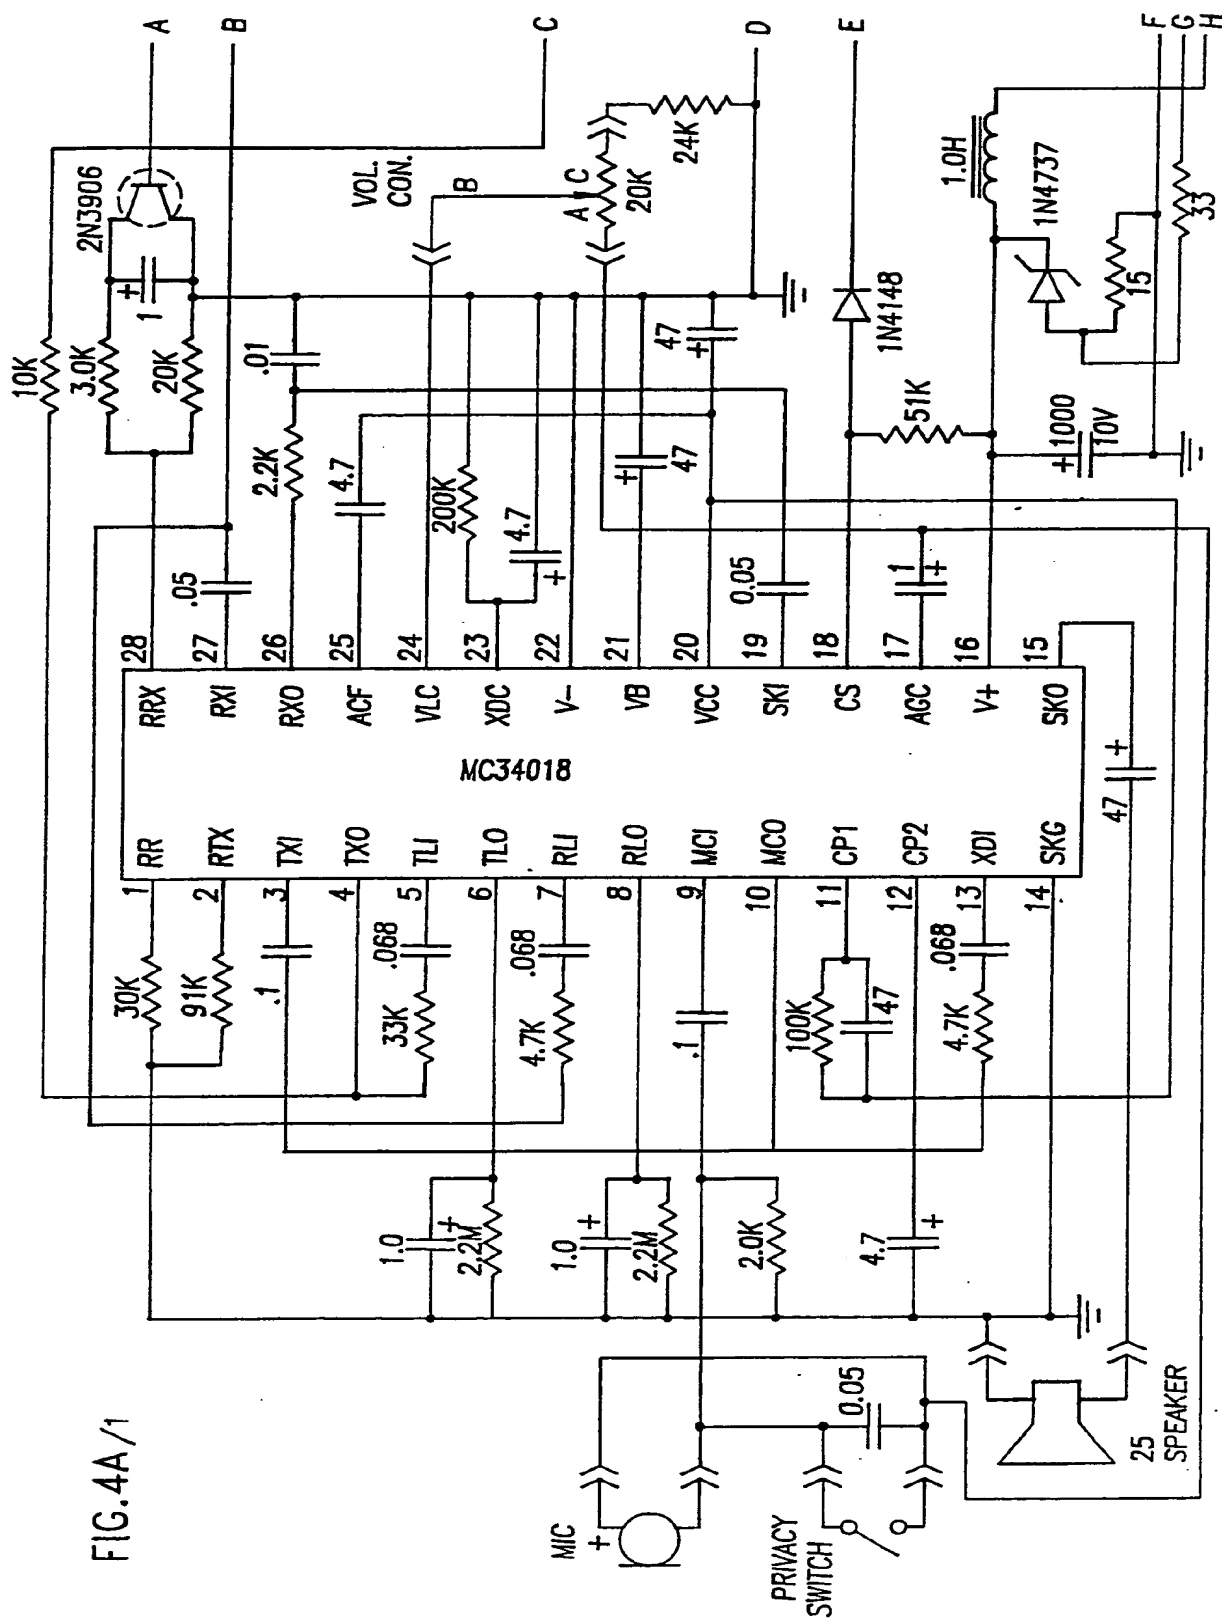 FIG.4A/1
A
B
C
D
E
F
G
H
2N3906
1
+
10K
3.0K
20K
.01
2.2K
4.7
200K
4.7
+
.05
VOL.
CON.
B
A
C
20K
24K
47
+
47
+
0.05
1N4148
51K
1
+
1.0H
1N4737
15
33
+
1000
10V
28
27
26
25
24
23
22
21
20
19
18
17
16
15
RRX
RXI
RXO
ACF
VLC
XDC
V-
VB
VCC
SKI
CS
AGC
V+
SKO
MC34018
RR
RTX
TXI
TXO
TLI
TLO
RLI
RLO
MCI
MCO
CP1
CP2
XDI
SKG
1
2
3
4
5
6
7
8
9
10
11
12
13
14
30K
91K
.1
.068
33K
.068
4.7K
.1
100K
47
.068
4.7K
47
+
1.0
+
2.2M
1.0
+
2.2M
2.0K
4.7
+
MIC
+
PRIVACY
SWITCH
0.05
25
SPEAKER